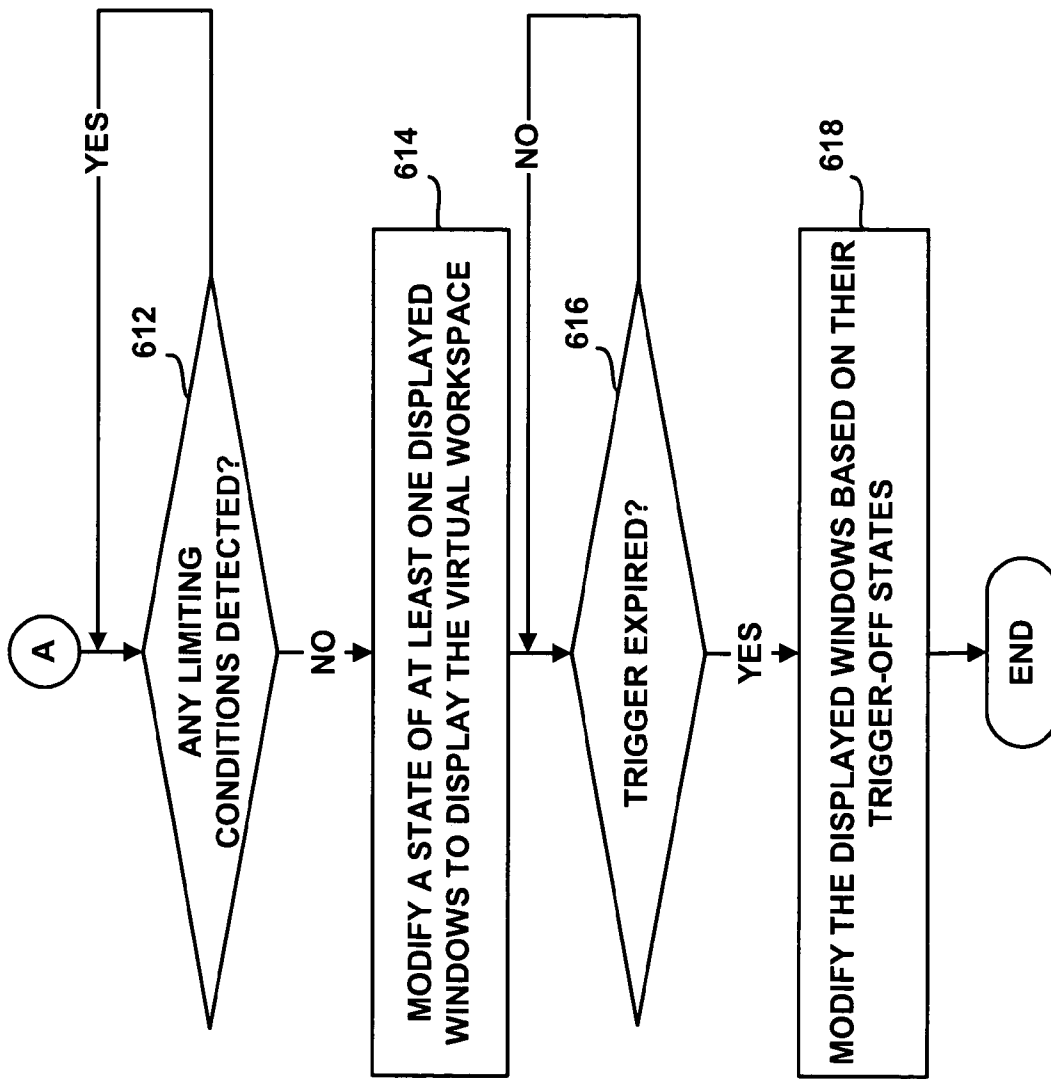 A
YES
612
ANY LIMITING
CONDITIONS DETECTED?
NO
614
MODIFY A STATE OF AT LEAST ONE DISPLAYED
WINDOWS TO DISPLAY THE VIRTUAL WORKSPACE
NO
616
TRIGGER EXPIRED?
YES
618
MODIFY THE DISPLAYED WINDOWS BASED ON THEIR
TRIGGER-OFF STATES
END